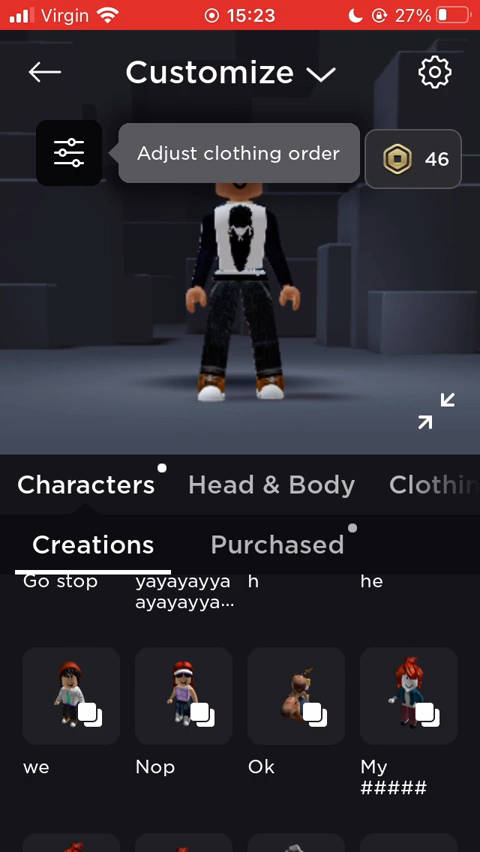 Virgin 15:23 27%
Customize
Adjust clothing order
46
Characters Head & Body Clothin
Creations Purchased
Go stop yayayayya h he
ayayayya...
we Nop Ok My
#####